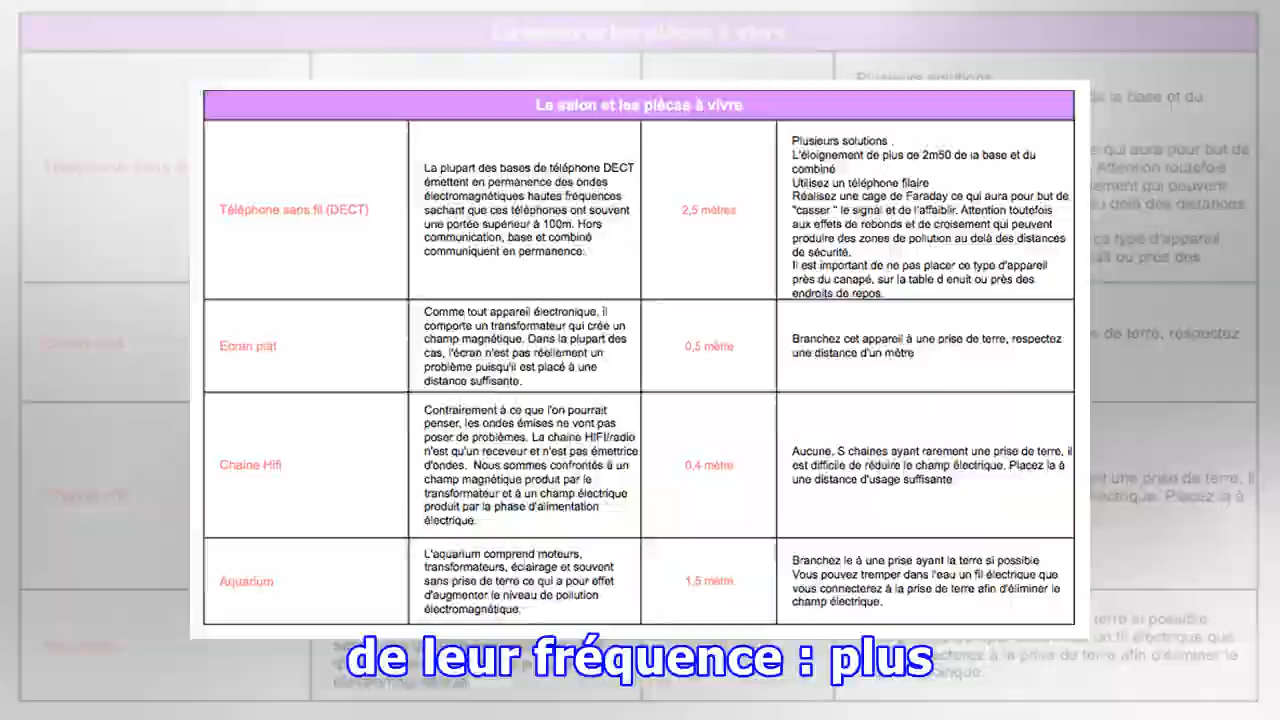 Le salon et les pièces à vivre
Téléphone sans fil (DECT)
La plupart des bases de téléphone DECT
émettent en permanence des ondes
électromagnétiques hautes fréquences
sachant que ces téléphones ont souvent
une portée supérieur à 100m. Hors
communication, base et combiné
communiquent en permanence.
2,5 mètres
Plusieurs solutions :
L'éloignement de plus de 2m50 de la base et du
combiné
Utilisez un téléphone filaire
Réalisez une cage de Faraday ce qui aura pour but de
"casser " le signal et de l'affaiblir. Attention toutefois
aux effets de rebonds et de croisement qui peuvent
produire des zones de pollution au delà des distances
de sécurité.
Il est important de ne pas placer ce type d'appareil
près du canapé, sur la table d enuit ou près des
endroits de repos.
Ecran plat
Comme tout appareil électronique, il
comporte un transformateur qui crée un
champ magnétique. Dans la plupart des
cas, l'écran n'est pas réellement un
problème puisqu'il est placé à une
distance suffisante.
0,5 mètre
Branchez cet appareil à une prise de terre, respectez
une distance d'un mètre
Chaine Hifi
Contrairement à ce que l'on pourrait
penser, les ondes émises ne vont pas
poser de problèmes. La chaine HIFI/radio
n'est qu'un receveur et n'est pas émettrice
d'ondes. Nous sommes confrontés à un
champ magnétique produit par le
transformateur et à un champ électrique
produit par la phase d'alimentation
électrique.
0,4 mètre
Aucune. S chaines ayant rarement une prise de terre, il
est difficile de réduire le champ électrique. Placez la à
une distance d'usage suffisante
Aquarium
L'aquarium comprend moteurs,
transformateurs, éclairage et souvent
sans prise de terre ce qui a pour effet
d'augmenter le niveau de pollution
électromagnétique.
1,5 mètre
Branchez le à une prise ayant la terre si possible
Vous pouvez tremper dans l'eau un fil électrique que
vous connecterez à la prise de terre afin d'éliminer le
champ électrique.
de leur fréquence : plus